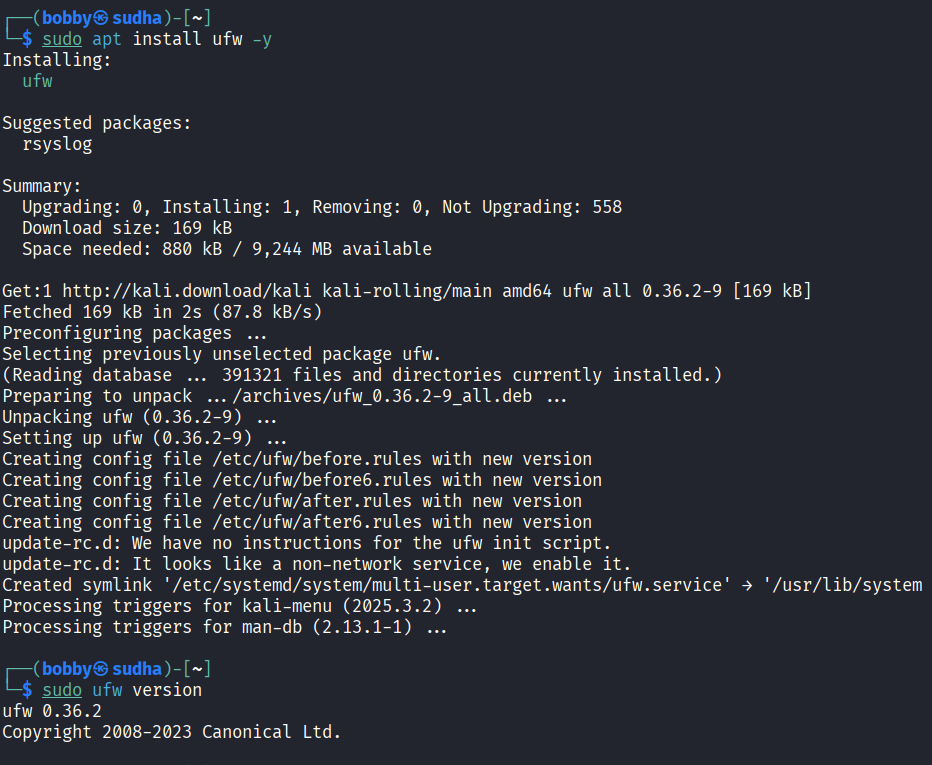 ┌──(bobby㉿sudha)-[~]
└─$ sudo apt install ufw -y
Installing:
  ufw

Suggested packages:
  rsyslog

Summary:
  Upgrading: 0, Installing: 1, Removing: 0, Not Upgrading: 558
  Download size: 169 kB
  Space needed: 880 kB / 9,244 MB available

Get:1 http://kali.download/kali kali-rolling/main amd64 ufw all 0.36.2-9 [169 kB]
Fetched 169 kB in 2s (87.8 kB/s)
Preconfiguring packages ...
Selecting previously unselected package ufw.
(Reading database ... 391321 files and directories currently installed.)
Preparing to unpack .../archives/ufw_0.36.2-9_all.deb ...
Unpacking ufw (0.36.2-9) ...
Setting up ufw (0.36.2-9) ...
Creating config file /etc/ufw/before.rules with new version
Creating config file /etc/ufw/before6.rules with new version
Creating config file /etc/ufw/after.rules with new version
Creating config file /etc/ufw/after6.rules with new version
update-rc.d: We have no instructions for the ufw init script.
update-rc.d: It looks like a non-network service, we enable it.
Created symlink '/etc/systemd/system/multi-user.target.wants/ufw.service' → '/usr/lib/system
Processing triggers for kali-menu (2025.3.2) ...
Processing triggers for man-db (2.13.1-1) ...

┌──(bobby㉿sudha)-[~]
└─$ sudo ufw version
ufw 0.36.2
Copyright 2008-2023 Canonical Ltd.